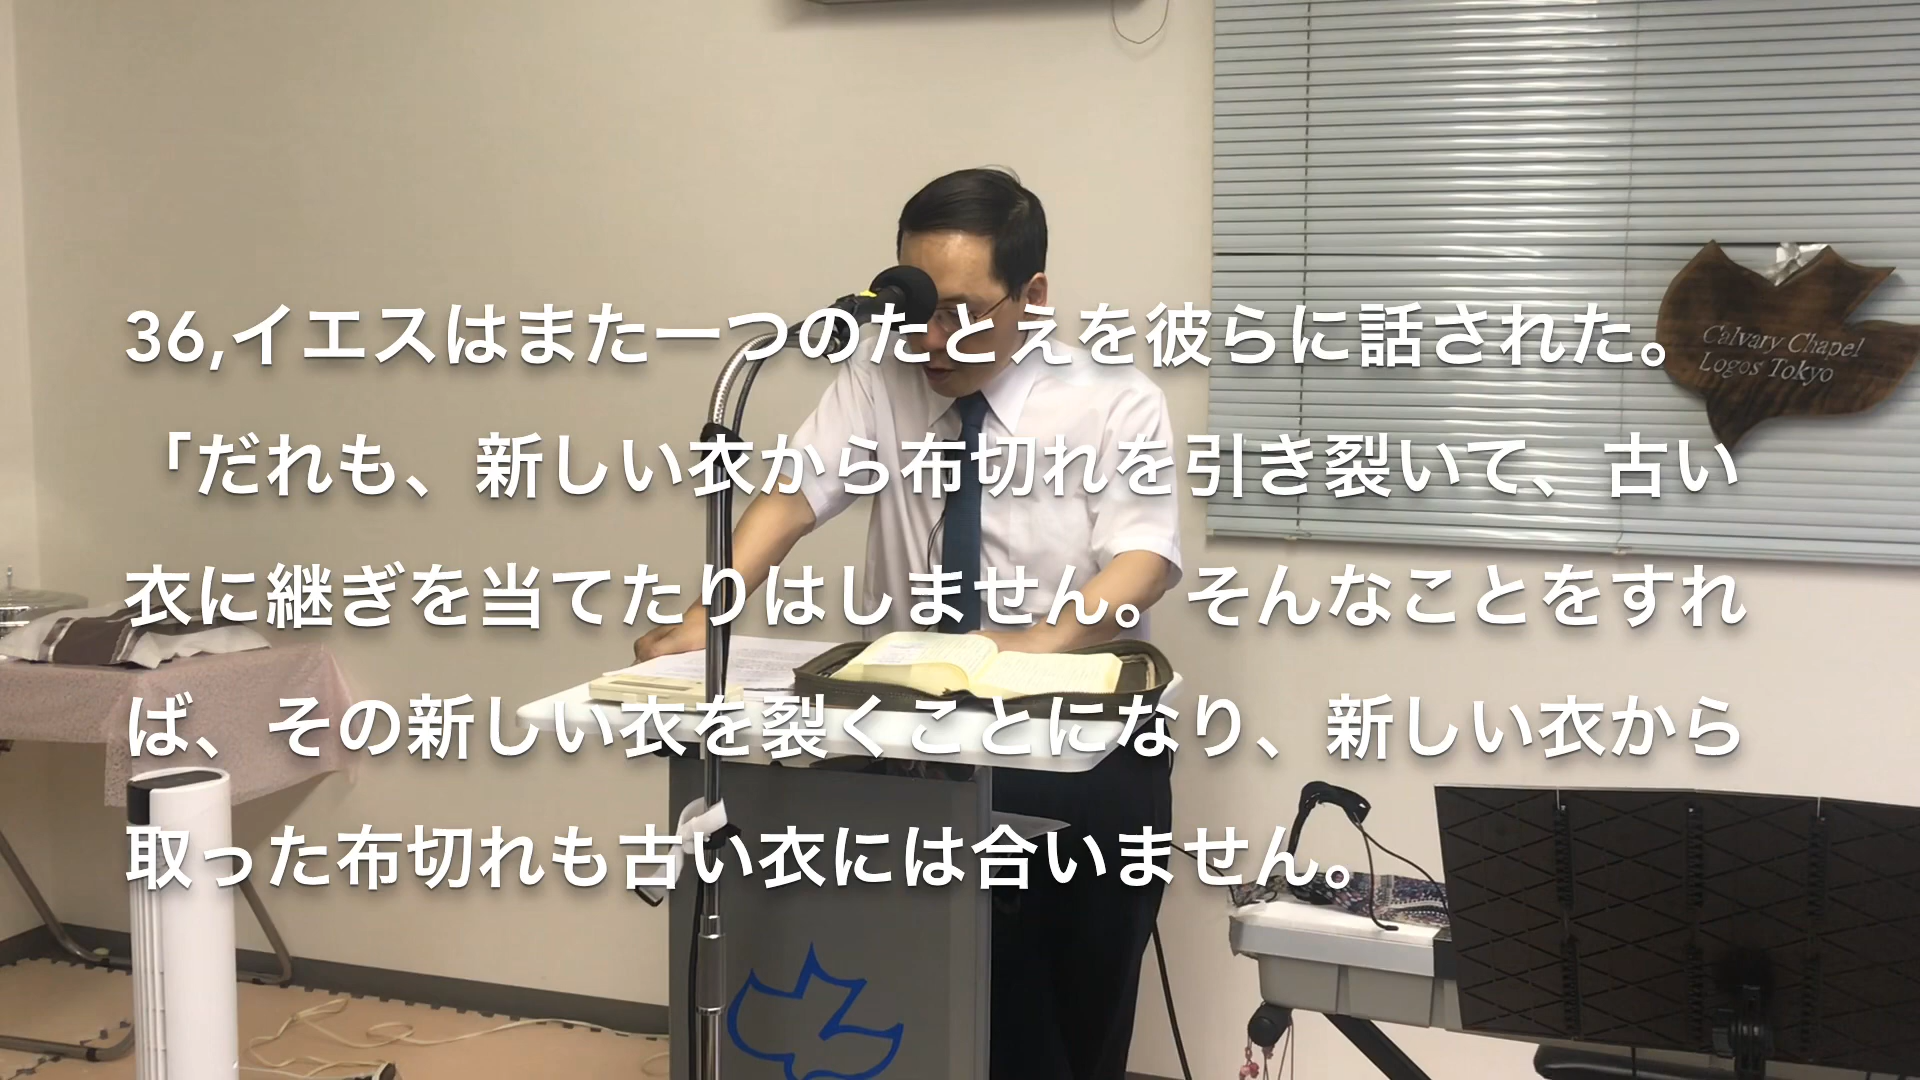 36,イエスはまた一つのたとえを彼らに話された。
「だれも、新しい衣から布切れを引き裂いて、古い
衣に継ぎを当てたりはしません。そんなことをすれ
ば、その新しい衣を裂くことになり、新しい衣から
取った布切れも古い衣には合いません。
Calvary Chapel
Logos Tokyo